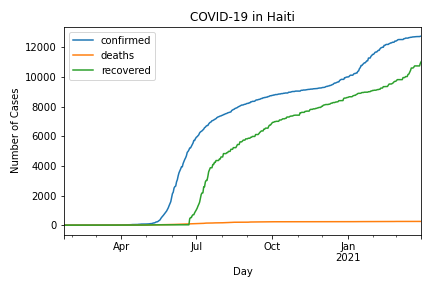 COVID-19 in Haiti
confirmed
deaths
recovered
Number of Cases
12000
10000
8000
6000
4000
2000
0
Apr
Jul
Oct
Jan
2021
Day